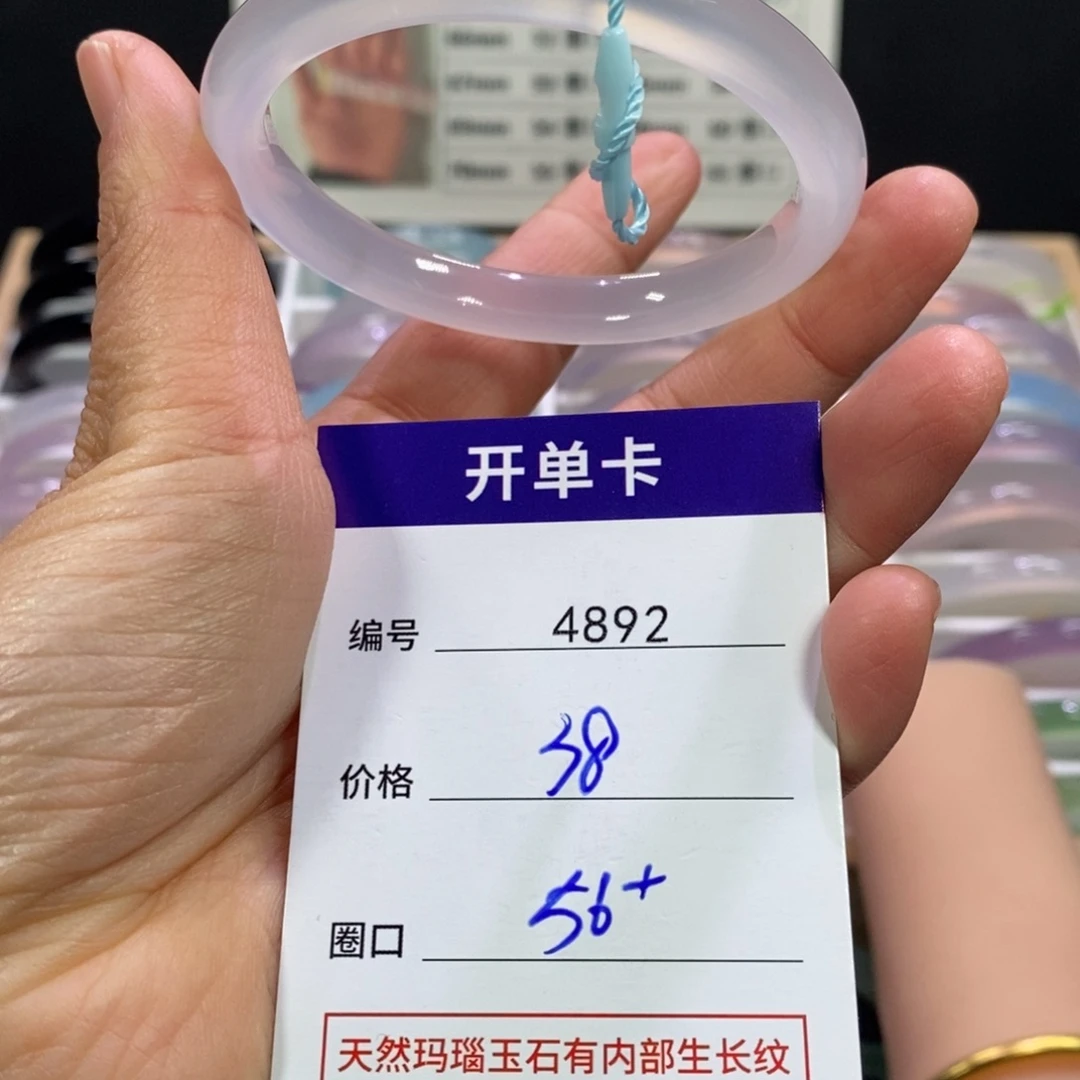 开单卡
编号 4892
价格 38
圈口 56+
天然玛瑙玉石有内部生长纹